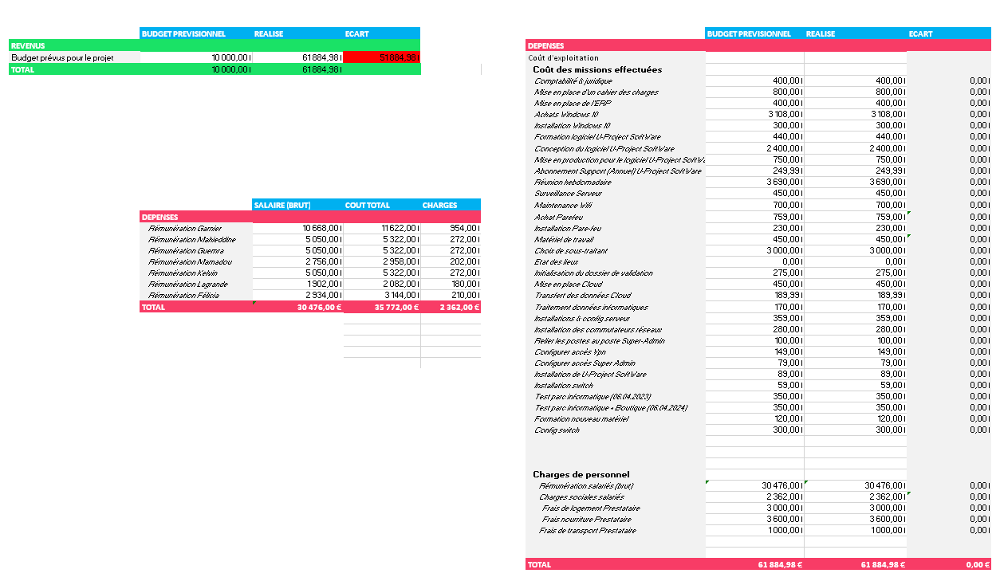 BUDGET PREVISIONNEL REALISE ECART
REVENUS
Budget prévus pour le projet 10 000,00 61 884,98 51 884,98
TOTAL 10 000,00 61 884,98
SALAIRE (BRUT) COUT TOTAL CHARGES
DEPENSES
Rémunération Garnier 10 668,00 11 622,00 954,00
Rémunération Mahieddine 5 050,00 5 322,00 272,00
Rémunération Guemra 5 050,00 5 322,00 272,00
Rémunération Mamadou 2 756,00 2 958,00 202,00
Rémunération Kelvin 5 050,00 5 322,00 272,00
Rémunération Lagrande 1 902,00 2 082,00 180,00
Rémunération Félicia 2 934,00 3 144,00 210,00
TOTAL 30 476,00 € 35 772,00 € 2 362,00 €
BUDGET PREVISIONNEL REALISE ECART
DEPENSES
Coût d'exploitation
Coût des missions effectuées
Comptabilité & juridique 400,00 400,00 0,00
Mise en place d'un cahier des charges 800,00 800,00 0,00
Mise en place de l'ERP 400,00 400,00 0,00
Achats Windows 10 3 108,00 3 108,00 0,00
Installation Windows 10 300,00 300,00 0,00
Formation logiciel U-Project SoftWare 440,00 440,00 0,00
Conception du logiciel U-Project SoftWare 2 400,00 2 400,00 0,00
Mise en production pour le logiciel U-Project SoftWa 750,00 750,00 0,00
Abonnement Support (Annuel) U-Project SoftWare 249,99 249,99 0,00
Réunion hebdomadaire 3 690,00 3 690,00 0,00
Surveillance Serveur 450,00 450,00 0,00
Maintenance Wifi 700,00 700,00 0,00
Achat Parefeu 759,00 759,00 0,00
Installation Pare-feu 230,00 230,00 0,00
Matériel de travail 450,00 450,00 0,00
Choix de sous-traitant 3 000,00 3 000,00 0,00
Etat des lieux 0,00 0,00 0,00
Initialisation du dossier de validation 275,00 275,00 0,00
Mise en place Cloud 450,00 450,00 0,00
Transfert des données Cloud 189,99 189,99 0,00
Traitement données informatiques 170,00 170,00 0,00
Installations & config serveur 359,00 359,00 0,00
Installation des commutateurs réseaux 280,00 280,00 0,00
Relier les postes au poste Super-Admin 100,00 100,00 0,00
Configurer accès Vpn 149,00 149,00 0,00
Configurer accès Super Admin 79,00 79,00 0,00
Installation de U-Project SoftWare 89,00 89,00 0,00
Installation switch 59,00 59,00 0,00
Test parc informatique (06.04.2023) 350,00 350,00 0,00
Test parc informatique + Boutique (06.04.2024) 350,00 350,00 0,00
Formation nouveau matériel 120,00 120,00 0,00
Config switch 300,00 300,00 0,00
Charges de personnel
Rémunération salariés (brut) 30 476,00 30 476,00 0,00
Charges sociales salariés 2 362,00 2 362,00 0,00
Frais de logement Prestataire 3 000,00 3 000,00 0,00
Frais nourriture Prestataire 3 600,00 3 600,00 0,00
Frais de transport Prestataire 1 000,00 1 000,00 0,00
TOTAL 61 884,98 € 61 884,98 € 0,00 €